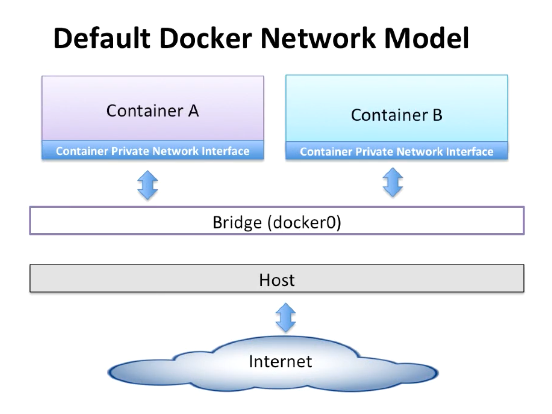 Default Docker Network Model
Container A
Container B
Container Private Network Interface
Container Private Network Interface
Bridge (docker0)
Host
Internet